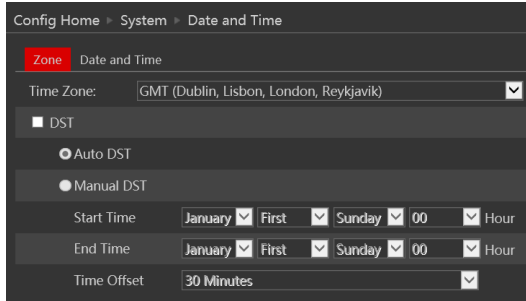 Config Home ▸ System ▸ Date and Time
Zone Date and Time
Time Zone: GMT (Dublin, Lisbon, London, Reykjavik)
DST
Auto DST
Manual DST
Start Time January First Sunday 00 Hour
End Time January First Sunday 00 Hour
Time Offset 30 Minutes